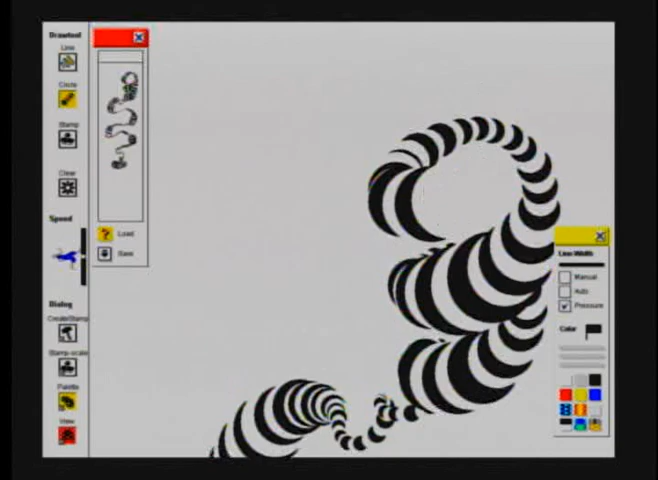 Drawtool
Line
Circle
Stamp
Clear
Speed
Dialog
Create/Stamp
Stamp-scale
Palette
View
?
Load
Save
Line-Width
Manual
Auto
Pressure
Color